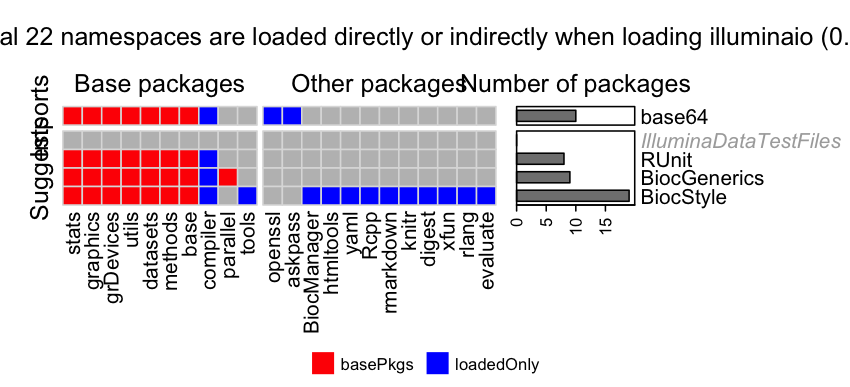 al 22 namespaces are loaded directly or indirectly when loading illuminaio (0.
Base packages
Other packages
Number of packages
Imports
Suggests
base64
IlluminaDataTestFiles
RUnit
BiocGenerics
BiocStyle
0
5
10
15
stats
graphics
grDevices
utils
datasets
methods
base
compiler
parallel
tools
openssl
askpass
BiocManager
htmltools
yaml
Rcpp
rmarkdown
knitr
digest
xfun
rlang
evaluate
basePkgs
loadedOnly